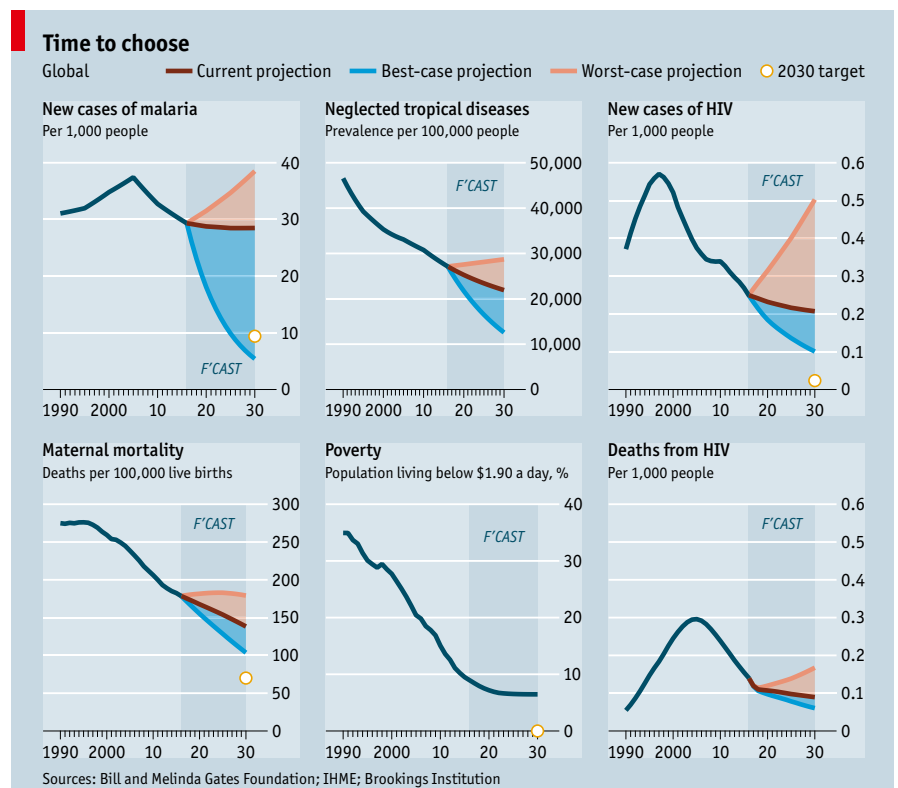 Time to choose
Global
Current projection
Best-case projection
Worst-case projection
2030 target
New cases of malaria
Per 1,000 people
40
30
20
10
0
F'CAST
1990 2000 10 20 30
Neglected tropical diseases
Prevalence per 100,000 people
50,000
40,000
30,000
20,000
10,000
0
F'CAST
1990 2000 10 20 30
New cases of HIV
Per 1,000 people
0.6
0.5
0.4
0.3
0.2
0.1
0
F'CAST
1990 2000 10 20 30
Maternal mortality
Deaths per 100,000 live births
300
250
200
150
100
50
0
F'CAST
1990 2000 10 20 30
Poverty
Population living below $1.90 a day, %
40
30
20
10
0
F'CAST
1990 2000 10 20 30
Deaths from HIV
Per 1,000 people
0.6
0.5
0.4
0.3
0.2
0.1
0
F'CAST
1990 2000 10 20 30
Sources: Bill and Melinda Gates Foundation; IHME; Brookings Institution